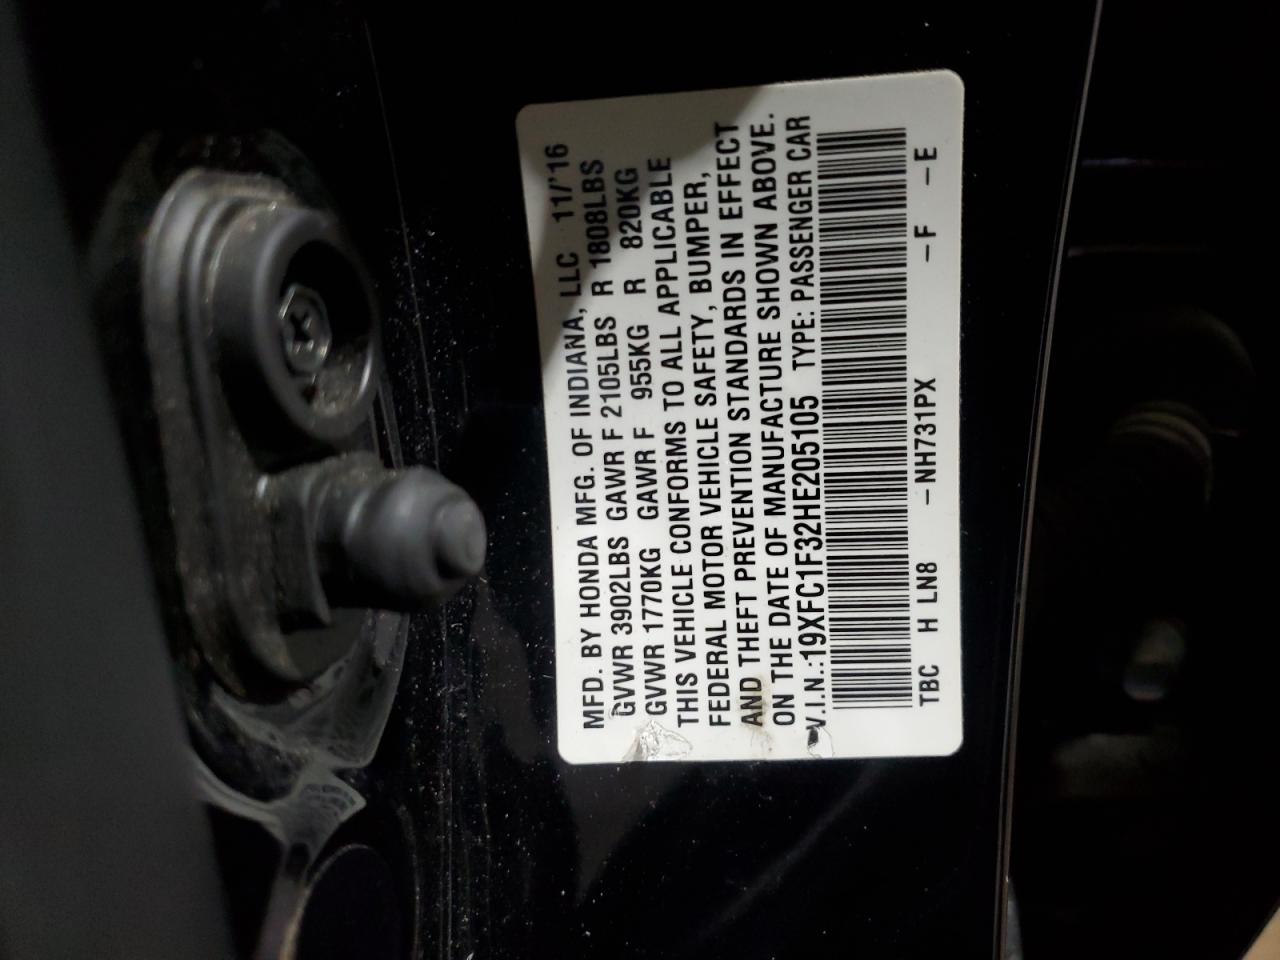 MFD. BY HONDA MFG. OF INDIANA, LLC 11/'16
GVWR 3902LBS GAWR F 2105LBS R 1808LBS
GVWR 1770KG GAWR F 955KG R 820KG
THIS VEHICLE CONFORMS TO ALL APPLICABLE
FEDERAL MOTOR VEHICLE SAFETY, BUMPER,
AND THEFT PREVENTION STANDARDS IN EFFECT
ON THE DATE OF MANUFACTURE SHOWN ABOVE.
V.I.N.:19XFC1F32HE205105 TYPE: PASSENGER CAR
TBC H LN8 –NH731PX –F –E